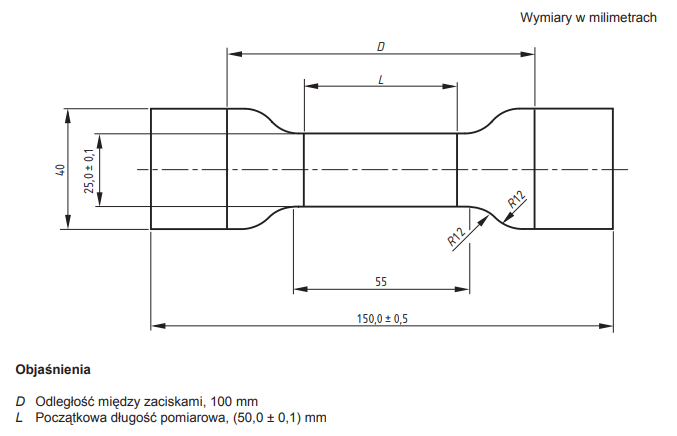 Wymiary w milimetrach
D
L
40
25,0 ± 0,1
R12
R12
55
150,0 ± 0,5
Objaśnienia
D Odległość między zaciskami, 100 mm
L Początkowa długość pomiarowa, (50,0 ± 0,1) mm